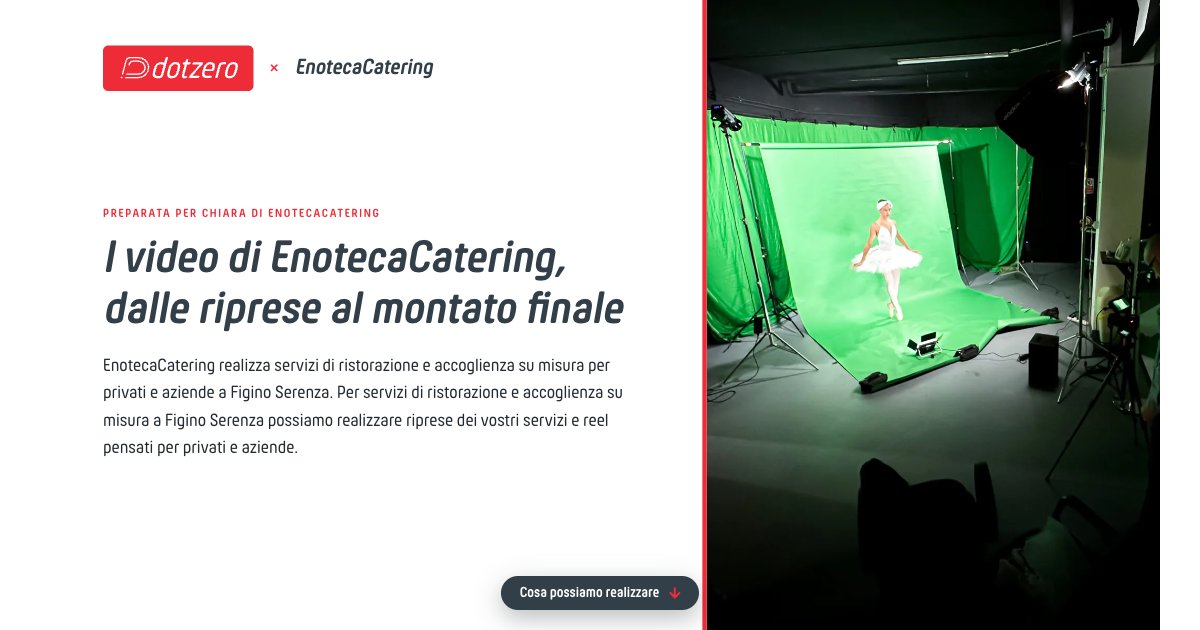 dotzero × EnotecaCatering
PREPARATA PER CHIARA DI ENOTECACATERING
I video di EnotecaCatering,
dalle riprese al montato finale
EnotecaCatering realizza servizi di ristorazione e accoglienza su misura per
privati e aziende a Figino Serenza. Per servizi di ristorazione e accoglienza su
misura a Figino Serenza possiamo realizzare riprese dei vostri servizi e reel
pensati per privati e aziende.
Cosa possiamo realizzare ↓